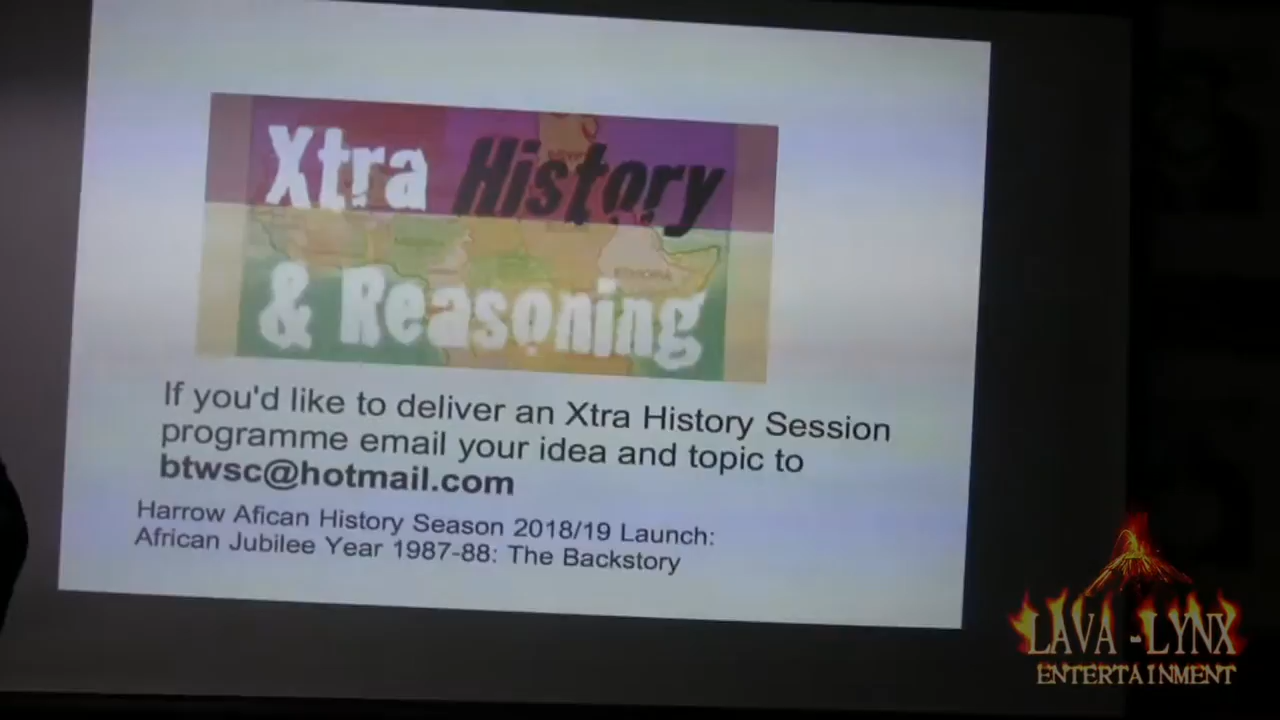 Xtra History
& Reasoning
If you'd like to deliver an Xtra History Session
programme email your idea and topic to
btwsc@hotmail.com
Harrow Afican History Season 2018/19 Launch:
African Jubilee Year 1987-88: The Backstory
LAVA-LYNX
ENTERTAINMENT